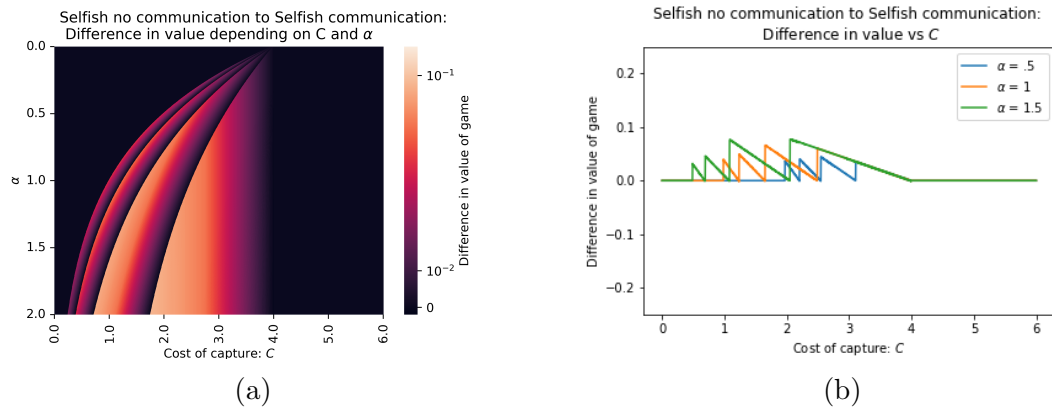 Selfish no communication to Selfish communication:
Difference in value depending on C and α
0.0
0.5
1.0
1.5
2.0
α
0.0
1.0
2.0
3.0
4.0
5.0
6.0
Cost of capture: C
10⁻¹
10⁻²
0
Difference in value of game
(a)
Selfish no communication to Selfish communication:
Difference in value vs C
0.2
0.1
0.0
−0.1
−0.2
Difference in value of game
α = .5
α = 1
α = 1.5
0 1 2 3 4 5 6
Cost of capture: C
(b)